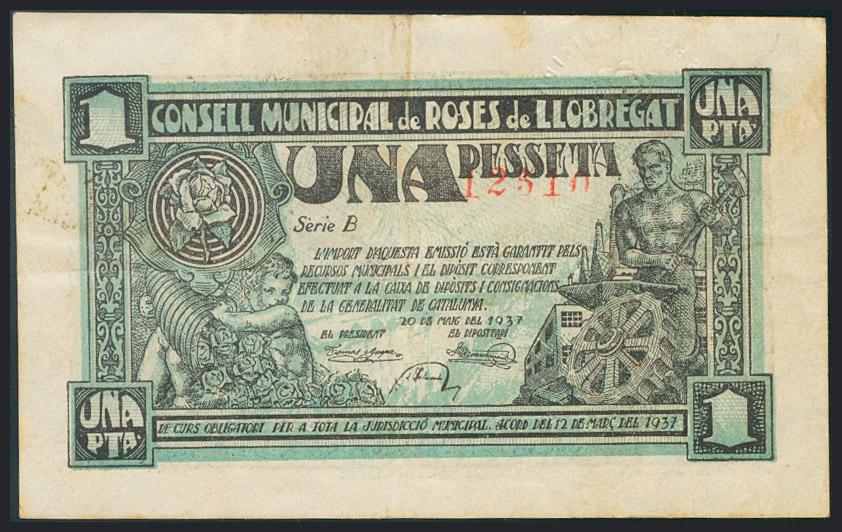 1 CONSELL MUNICIPAL de ROSES de LLOBREGAT UNA PTA
UNA PESSETA
12510
Sèrie B
L'IMPORT D'AQUESTA EMISSIÓ ESTÀ GARANTIT PELS
RECURSOS MUNICIPALS I EL DIPÒSIT CORRESPONENT
EFECTUAT A LA CAIXA DE DIPÒSITS I CONSIGNACIONS
DE LA GENERALITAT DE CATALUNYA.
20 DE MAIG DEL 1937
EL PRESIDENT EL DIPOSITARI
UNA PTA 1
DE CURS OBLIGATORI PER A TOTA LA JURISDICCIÓ MUNICIPAL. ACORD DEL 12 DE MARÇ DEL 1937